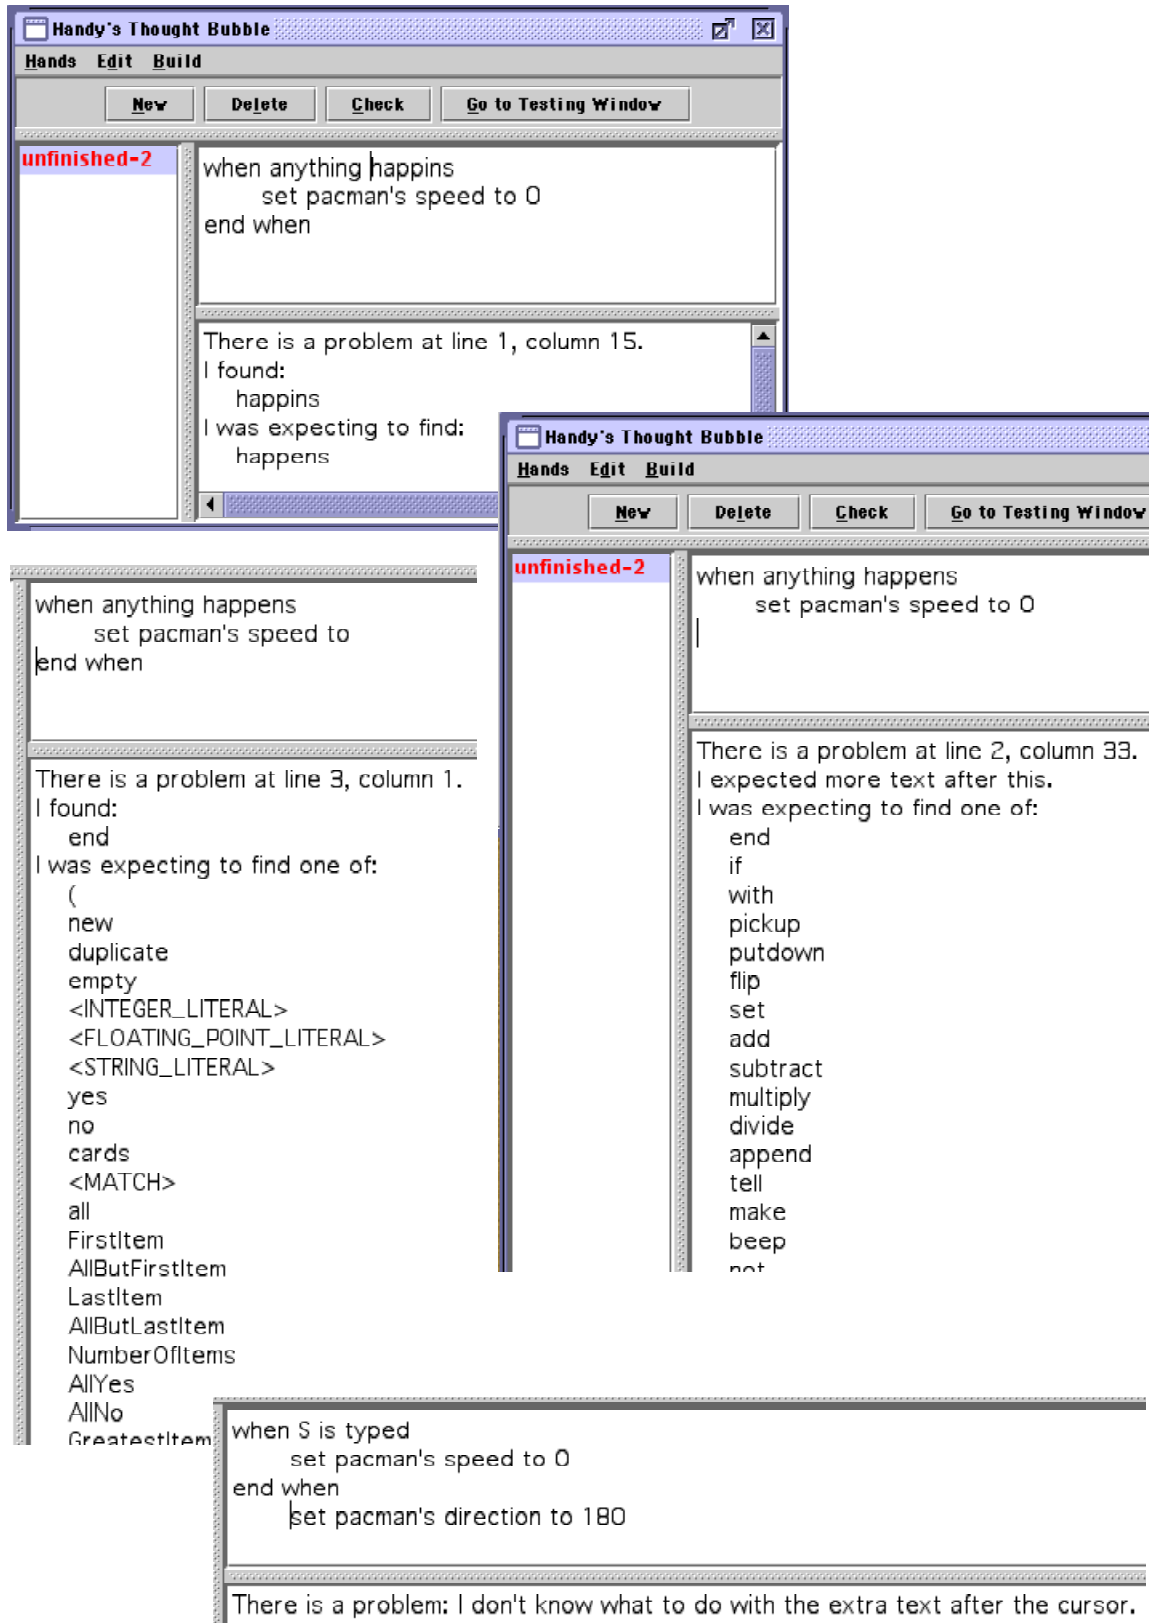 Handy's Thought Bubble
Hands Edit Build
New Delete Check Go to Testing Window
unfinished-2
when anything happins
set pacman's speed to 0
end when
There is a problem at line 1, column 15.
I found:
happins
I was expecting to find:
happens
Handy's Thought Bubble
Hands Edit Build
New Delete Check Go to Testing Window
unfinished-2
when anything happens
set pacman's speed to 0
There is a problem at line 2, column 33.
I expected more text after this.
I was expecting to find one of:
end
if
with
pickup
putdown
flip
set
add
subtract
multiply
divide
append
tell
make
beep
not
when anything happens
set pacman's speed to
end when
There is a problem at line 3, column 1.
I found:
end
I was expecting to find one of:
(
new
duplicate
empty
<INTEGER_LITERAL>
<FLOATING_POINT_LITERAL>
<STRING_LITERAL>
yes
no
cards
<MATCH>
all
FirstItem
AllButFirstItem
LastItem
AllButLastItem
NumberOfItems
AllYes
AllNo
GreatestItem
when S is typed
set pacman's speed to 0
end when
set pacman's direction to 180
There is a problem: I don't know what to do with the extra text after the cursor.